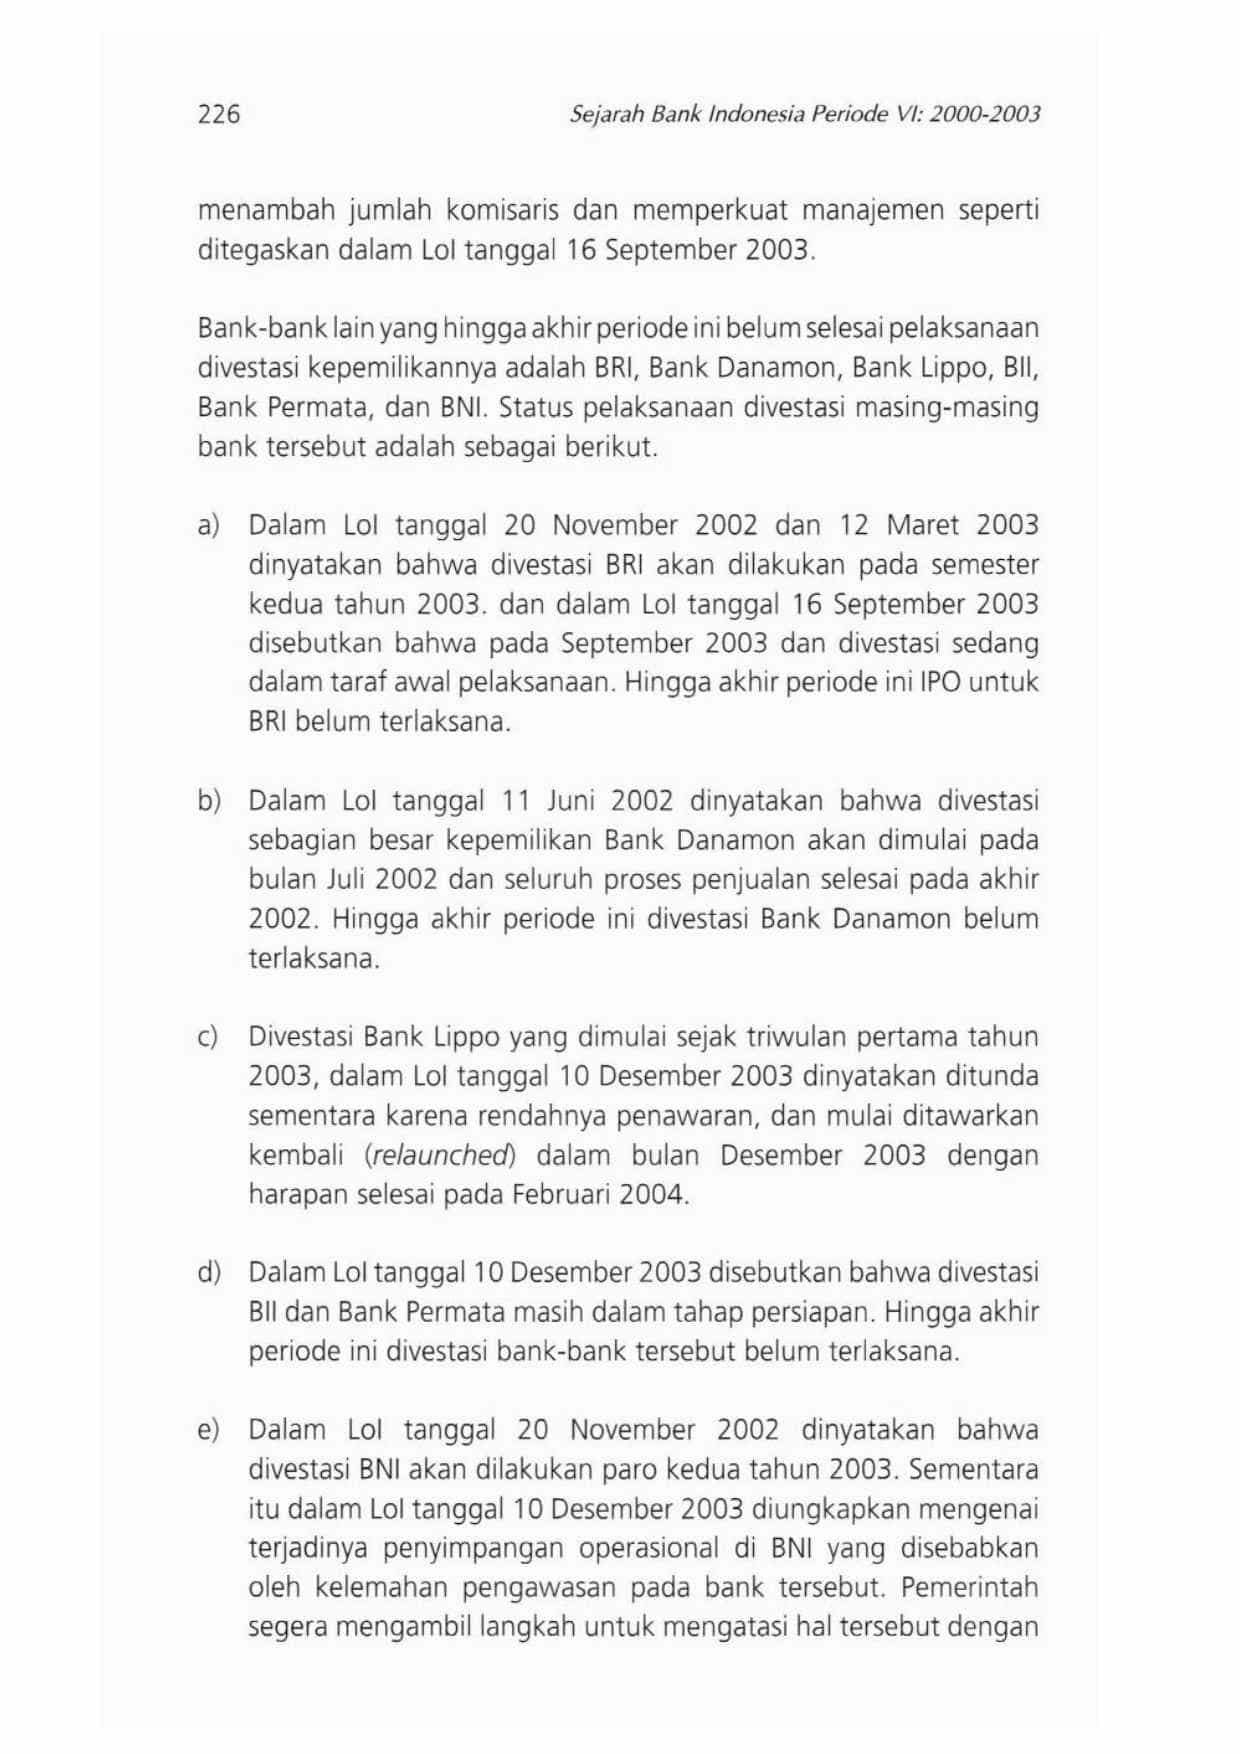 226
Sejarah Bank Indonesia Periode VI: 2000-2003
menambah jumlah komisaris dan memperkuat manajemen seperti
ditegaskan dalam LoI tanggal 16 September 2003.
Bank-bank lain yang hingga akhir periode ini belum selesai pelaksanaan
divestasi kepemilikannya adalah BRI, Bank Danamon, Bank Lippo, BII,
Bank Permata, dan BNI. Status pelaksanaan divestasi masing-masing
bank tersebut adalah sebagai berikut.
a) Dalam LoI tanggal 20 November 2002 dan 12 Maret 2003
dinyatakan bahwa divestasi BRI akan dilakukan pada semester
kedua tahun 2003. dan dalam LoI tanggal 16 September 2003
disebutkan bahwa pada September 2003 dan divestasi sedang
dalam taraf awal pelaksanaan. Hingga akhir periode ini IPO untuk
BRI belum terlaksana.
b) Dalam LoI tanggal 11 Juni 2002 dinyatakan bahwa divestasi
sebagian besar kepemilikan Bank Danamon akan dimulai pada
bulan Juli 2002 dan seluruh proses penjualan selesai pada akhir
2002. Hingga akhir periode ini divestasi Bank Danamon belum
terlaksana.
c) Divestasi Bank Lippo yang dimulai sejak triwulan pertama tahun
2003, dalam LoI tanggal 10 Desember 2003 dinyatakan ditunda
sementara karena rendahnya penawaran, dan mulai ditawarkan
kembali (relaunched) dalam bulan Desember 2003 dengan
harapan selesai pada Februari 2004.
d) Dalam LoI tanggal 10 Desember 2003 disebutkan bahwa divestasi
BII dan Bank Permata masih dalam tahap persiapan. Hingga akhir
periode ini divestasi bank-bank tersebut belum terlaksana.
e) Dalam LoI tanggal 20 November 2002 dinyatakan bahwa
divestasi BNI akan dilakukan paro kedua tahun 2003. Sementara
itu dalam LoI tanggal 10 Desember 2003 diungkapkan mengenai
terjadinya penyimpangan operasional di BNI yang disebabkan
oleh kelemahan pengawasan pada bank tersebut. Pemerintah
segera mengambil langkah untuk mengatasi hal tersebut dengan